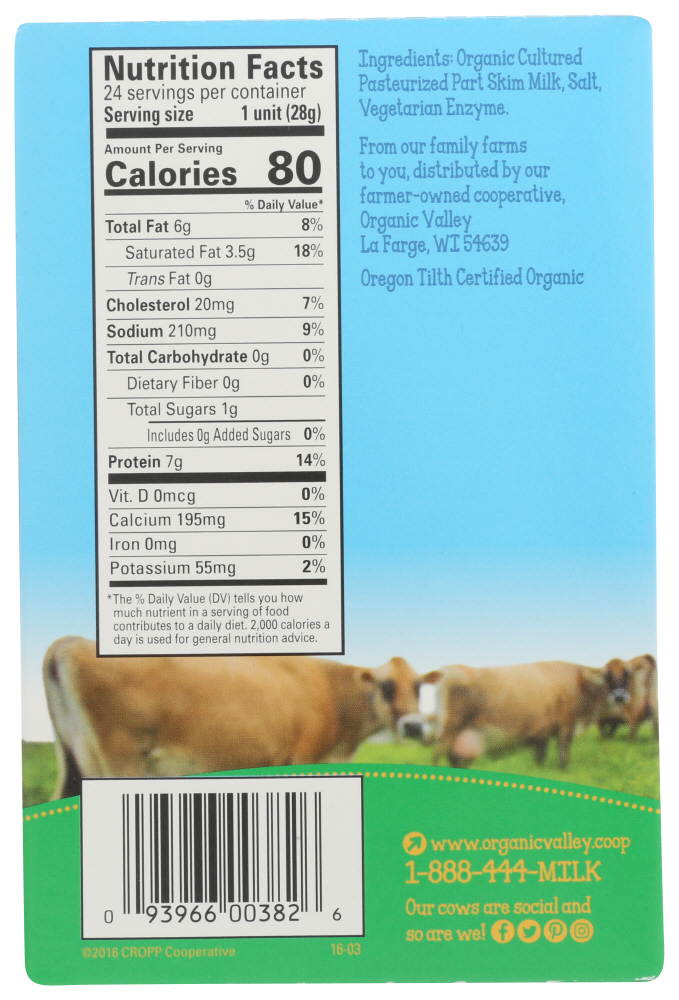 Nutrition Facts
24 servings per container
Serving size 1 unit (28g)
Amount Per Serving
Calories 80
% Daily Value*
Total Fat 6g 8%
Saturated Fat 3.5g 18%
Trans Fat 0g
Cholesterol 20mg 7%
Sodium 210mg 9%
Total Carbohydrate 0g 0%
Dietary Fiber 0g 0%
Total Sugars 1g
Includes 0g Added Sugars 0%
Protein 7g 14%
Vit. D 0mcg 0%
Calcium 195mg 15%
Iron 0mg 0%
Potassium 55mg 2%
*The % Daily Value (DV) tells you how
much nutrient in a serving of food
contributes to a daily diet. 2,000 calories a
day is used for general nutrition advice.
Ingredients: Organic Cultured
Pasteurized Part Skim Milk, Salt,
Vegetarian Enzyme.
From our family farms
to you, distributed by our
farmer-owned cooperative,
Organic Valley
La Farge, WI 54639
Oregon Tilth Certified Organic
0 93966 00382 6
©2016 CROPP Cooperative 16-03
www.organicvalley.coop
1-888-444-MILK
Our cows are social and
so are we!